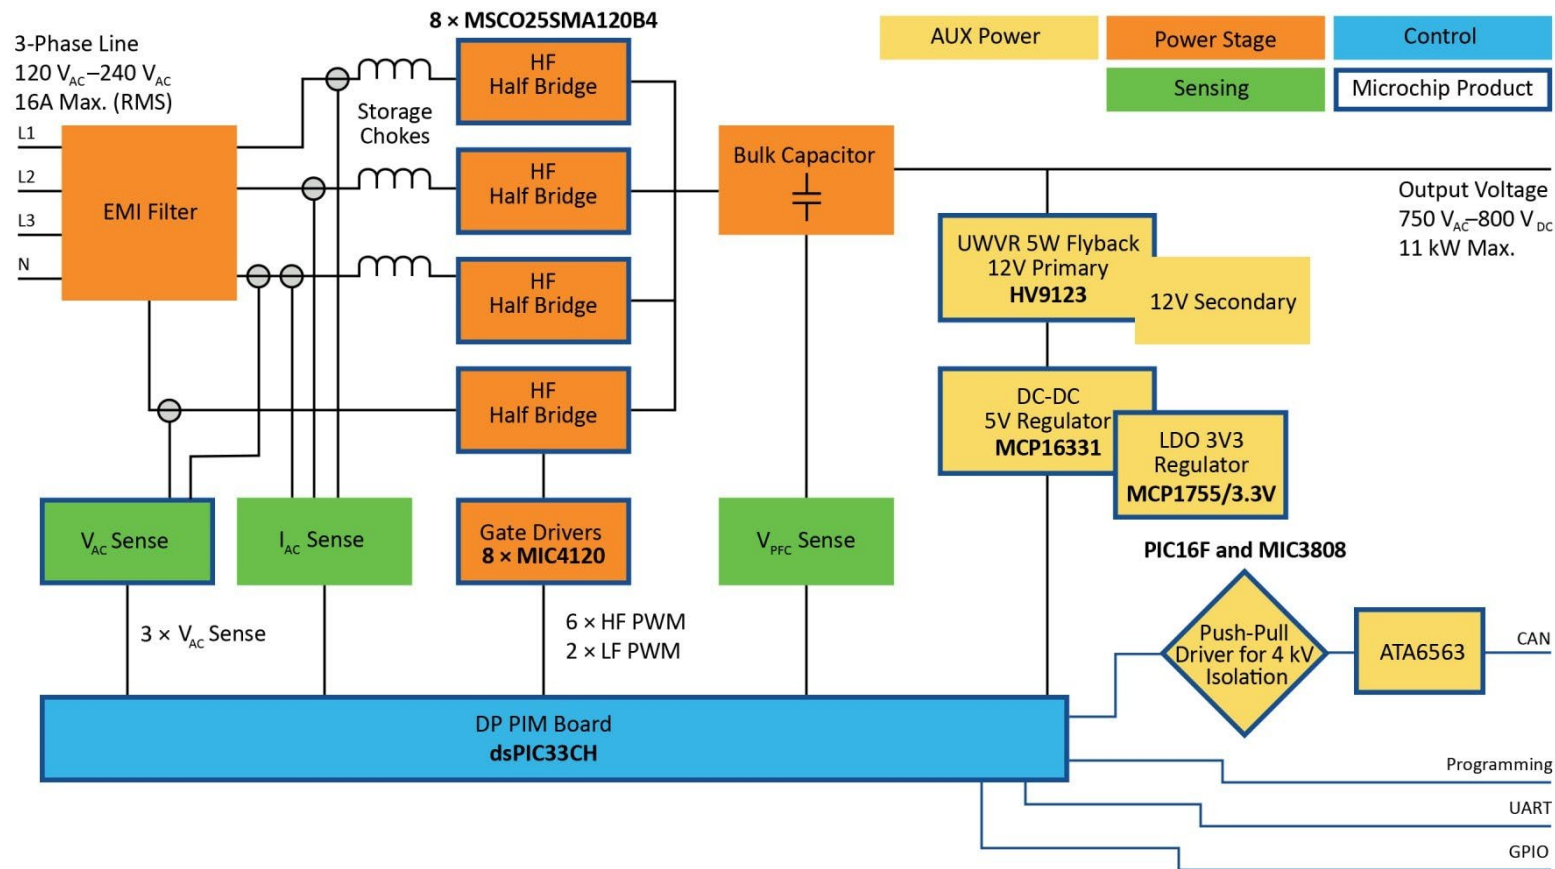 8 × MSCO25SMA120B4
3-Phase Line
120 VAC–240 VAC
16A Max. (RMS)
AUX Power
Power Stage
Control
Sensing
Microchip Product
L1
L2
L3
N
EMI Filter
Storage
Chokes
HF
Half Bridge
HF
Half Bridge
HF
Half Bridge
HF
Half Bridge
Bulk Capacitor
Output Voltage
750 VAC–800 VDC
11 kW Max.
UWVR 5W Flyback
12V Primary
HV9123
12V Secondary
DC-DC
5V Regulator
MCP16331
LDO 3V3
Regulator
MCP1755/3.3V
VAC Sense
IAC Sense
Gate Drivers
8 × MIC4120
VPFC Sense
3 × VAC Sense
6 × HF PWM
2 × LF PWM
PIC16F and MIC3808
Push-Pull
Driver for 4 kV
Isolation
ATA6563
CAN
DP PIM Board
dsPIC33CH
Programming
UART
GPIO